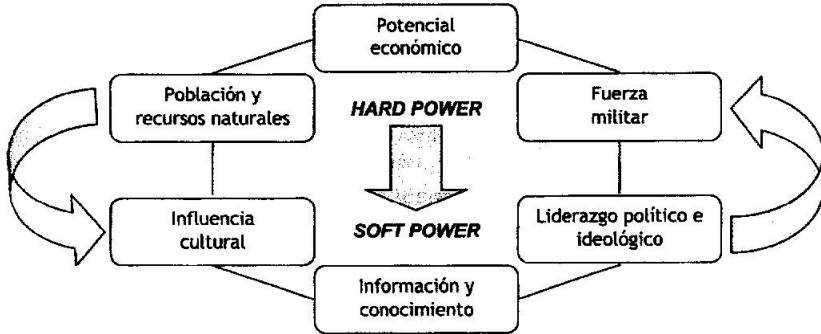 Potencial
económico
Población y
recursos naturales
HARD POWER
Fuerza
militar
Influencia
cultural
SOFT POWER
Liderazgo político e
ideológico
Información y
conocimiento